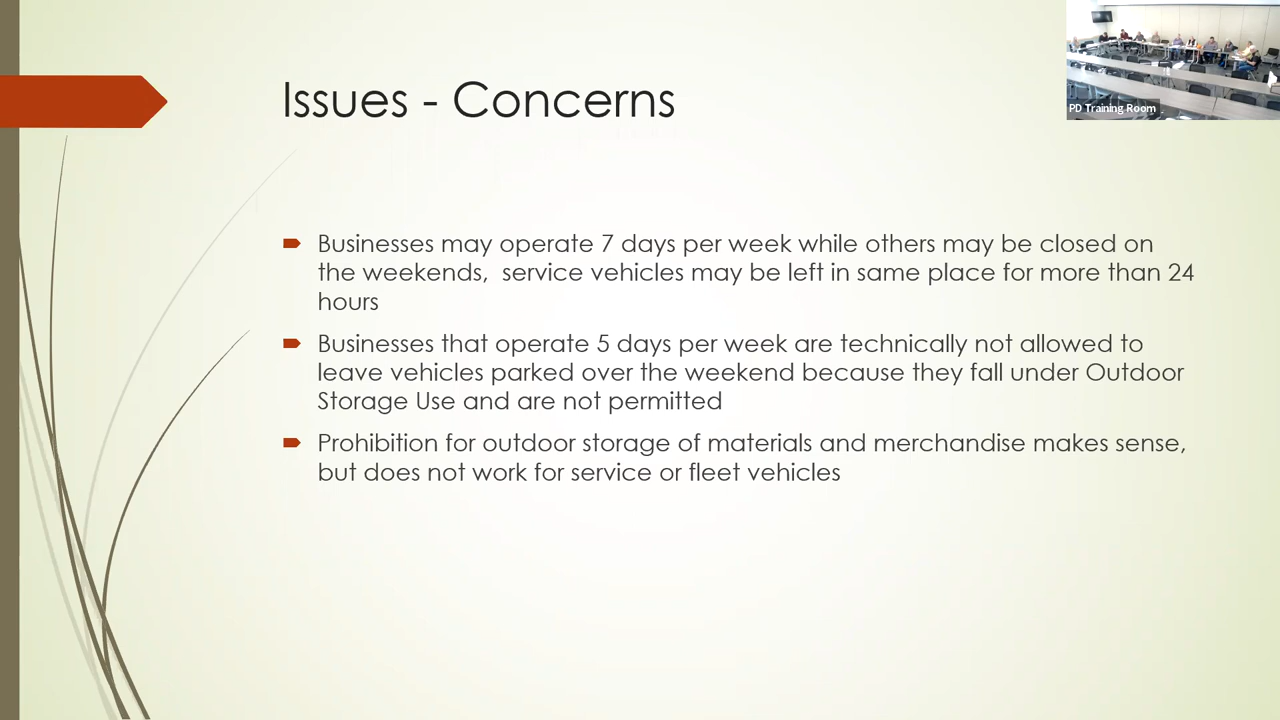 Issues - Concerns
PD Training Room
Businesses may operate 7 days per week while others may be closed on
the weekends,  service vehicles may be left in same place for more than 24
hours
Businesses that operate 5 days per week are technically not allowed to
leave vehicles parked over the weekend because they fall under Outdoor
Storage Use and are not permitted
Prohibition for outdoor storage of materials and merchandise makes sense,
but does not work for service or fleet vehicles